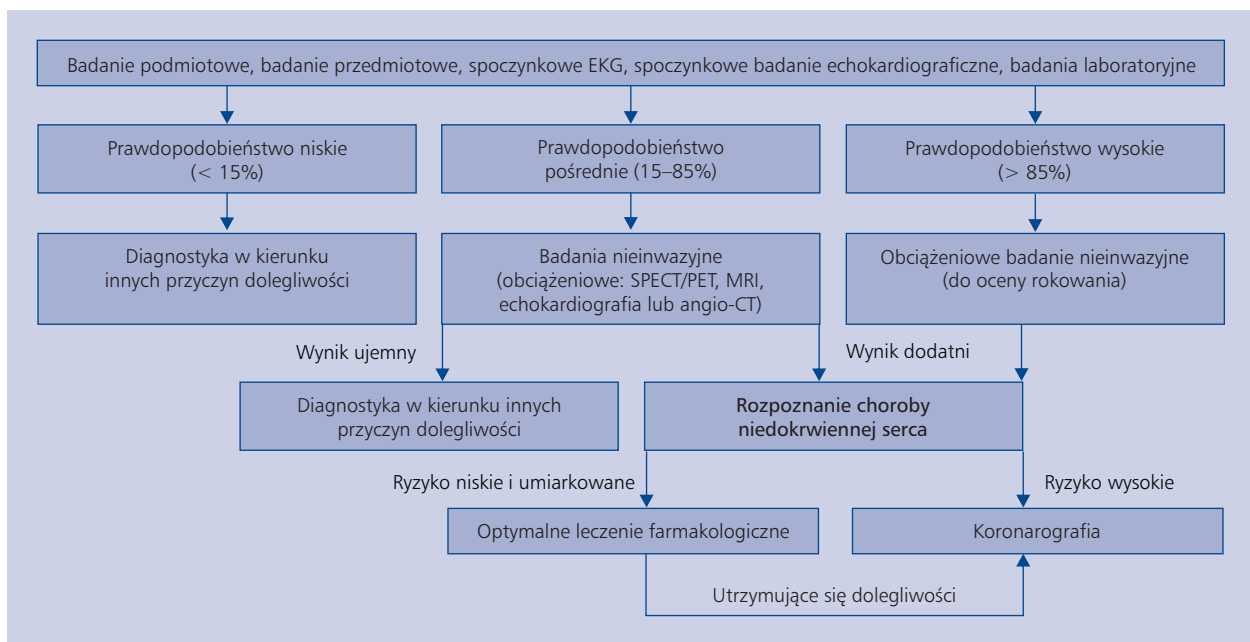 Badanie podmiotowe, badanie przedmiotowe, spoczynkowe EKG, spoczynkowe badanie echokardiograficzne, badania laboratoryjne
Prawdopodobieństwo niskie
(< 15%)
Prawdopodobieństwo
pośrednie (15–85%)
Prawdopodobieństwo wysokie
(> 85%)
Diagnostyka w kierunku
innych przyczyn dolegliwości
Badania nieinwazyjne
(obciążeniowe: SPECT/PET, MRI,
echokardiografia lub angio-CT)
Obciążeniowe badanie nieinwazyjne
(do oceny rokowania)
Wynik ujemny
Wynik dodatni
Diagnostyka w kierunku innych
przyczyn dolegliwości
Rozpoznanie choroby
niedokrwiennej serca
Ryzyko niskie i umiarkowane
Ryzyko wysokie
Optymalne leczenie farmakologiczne
Koronarografia
Utrzymujące się dolegliwości